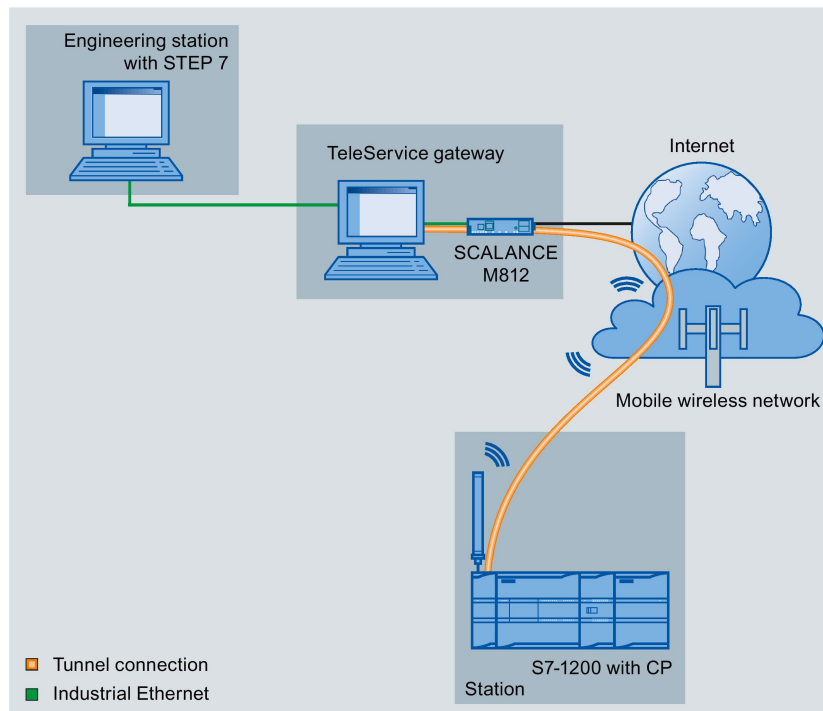 Engineering station
with STEP 7
TeleService gateway
Internet
SCALANCE
M812
Mobile wireless network
S7-1200 with CP
Station
Tunnel connection
Industrial Ethernet